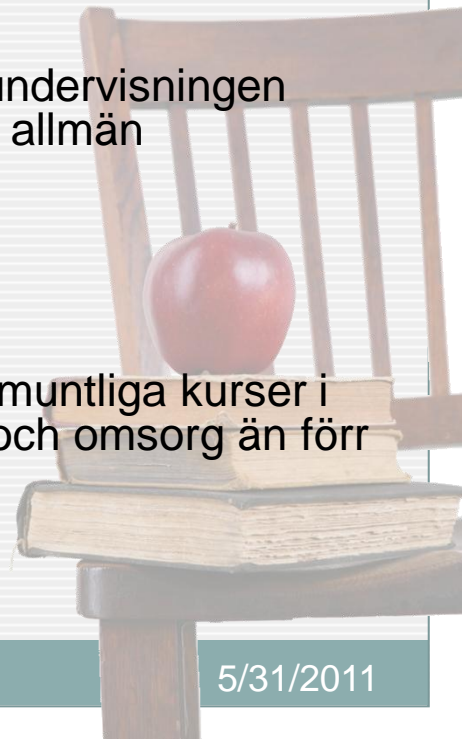 undervisningen
allmän
muntliga kurser i
och omsorg än förr
5/31/2011